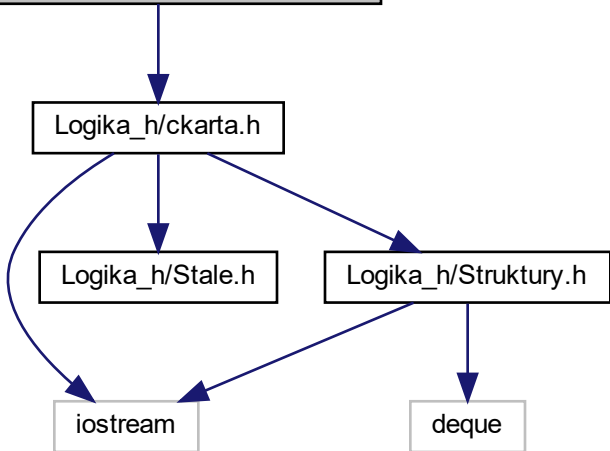 Logika_h/ckarta.h
Logika_h/Stale.h
Logika_h/Struktury.h
iostream
deque